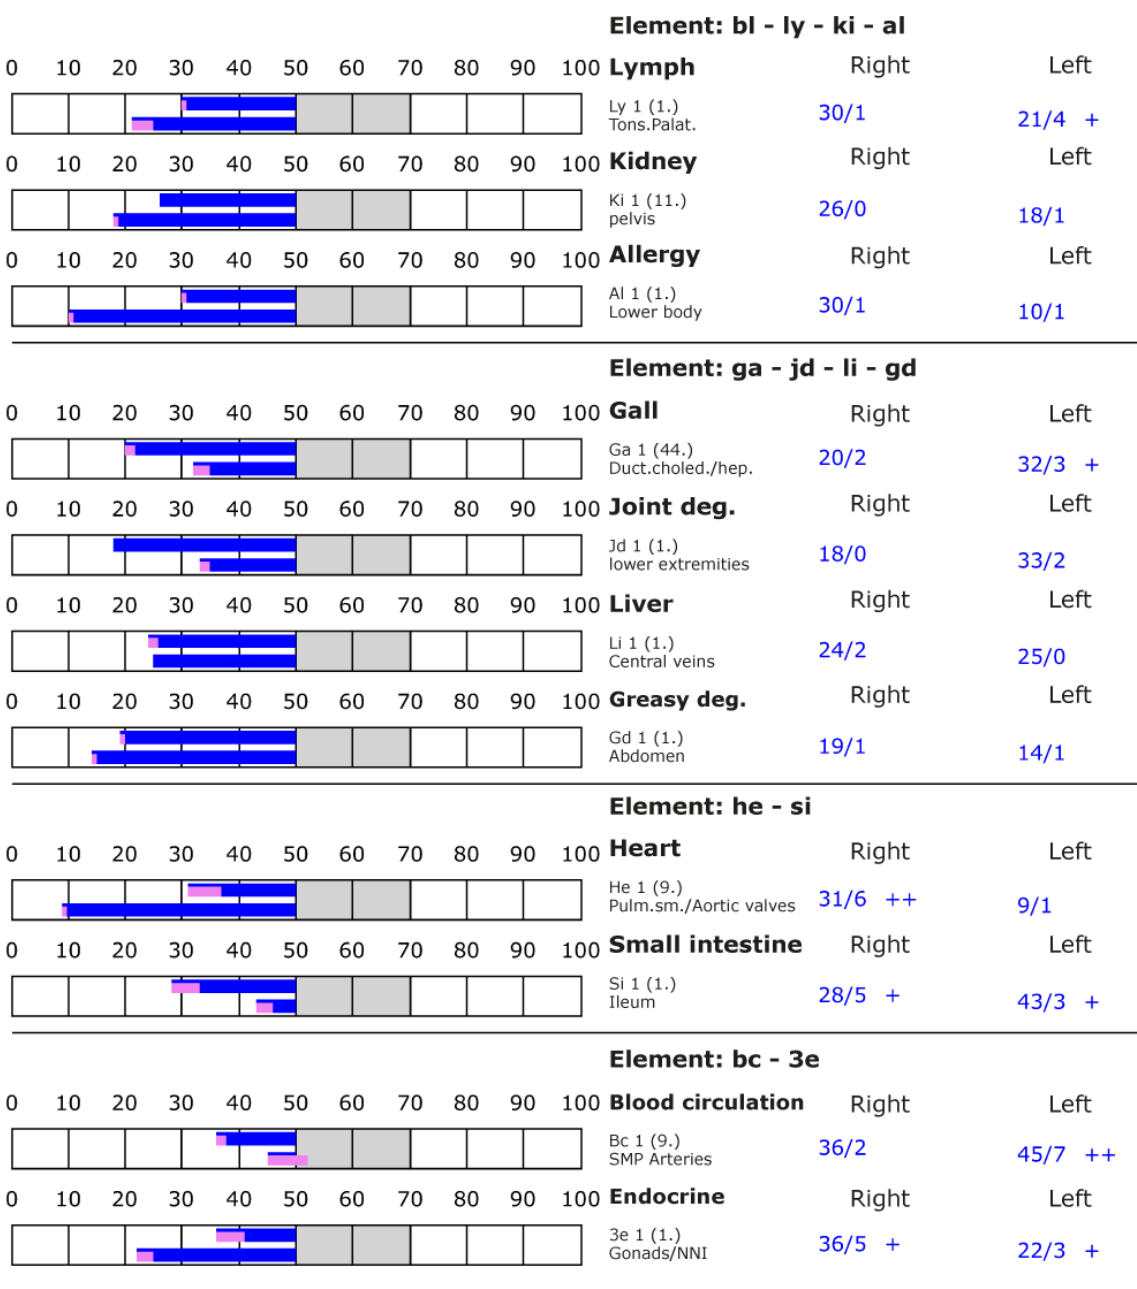 Element: bl - ly - ki - al
0 10 20 30 40 50 60 70 80 90 100 Lymph Right Left
Ly 1 (1.) 30/1 21/4 +
Tons.Palat.
0 10 20 30 40 50 60 70 80 90 100 Kidney Right Left
Ki 1 (11.) 26/0 18/1
pelvis
0 10 20 30 40 50 60 70 80 90 100 Allergy Right Left
Al 1 (1.) 30/1 10/1
Lower body
Element: ga - jd - li - gd
0 10 20 30 40 50 60 70 80 90 100 Gall Right Left
Ga 1 (44.) 20/2 32/3 +
Duct.choled./hep.
0 10 20 30 40 50 60 70 80 90 100 Joint deg. Right Left
Jd 1 (1.) 18/0 33/2
lower extremities
0 10 20 30 40 50 60 70 80 90 100 Liver Right Left
Li 1 (1.) 24/2 25/0
Central veins
0 10 20 30 40 50 60 70 80 90 100 Greasy deg. Right Left
Gd 1 (1.) 19/1 14/1
Abdomen
Element: he - si
0 10 20 30 40 50 60 70 80 90 100 Heart Right Left
He 1 (9.) 31/6 ++ 9/1
Pulm.sm./Aortic valves
0 10 20 30 40 50 60 70 80 90 100 Small intestine Right Left
Si 1 (1.) 28/5 + 43/3 +
Ileum
Element: bc - 3e
0 10 20 30 40 50 60 70 80 90 100 Blood circulation Right Left
Bc 1 (9.) 36/2 45/7 ++
SMP Arteries
0 10 20 30 40 50 60 70 80 90 100 Endocrine Right Left
3e 1 (1.) 36/5 + 22/3 +
Gonads/NNI